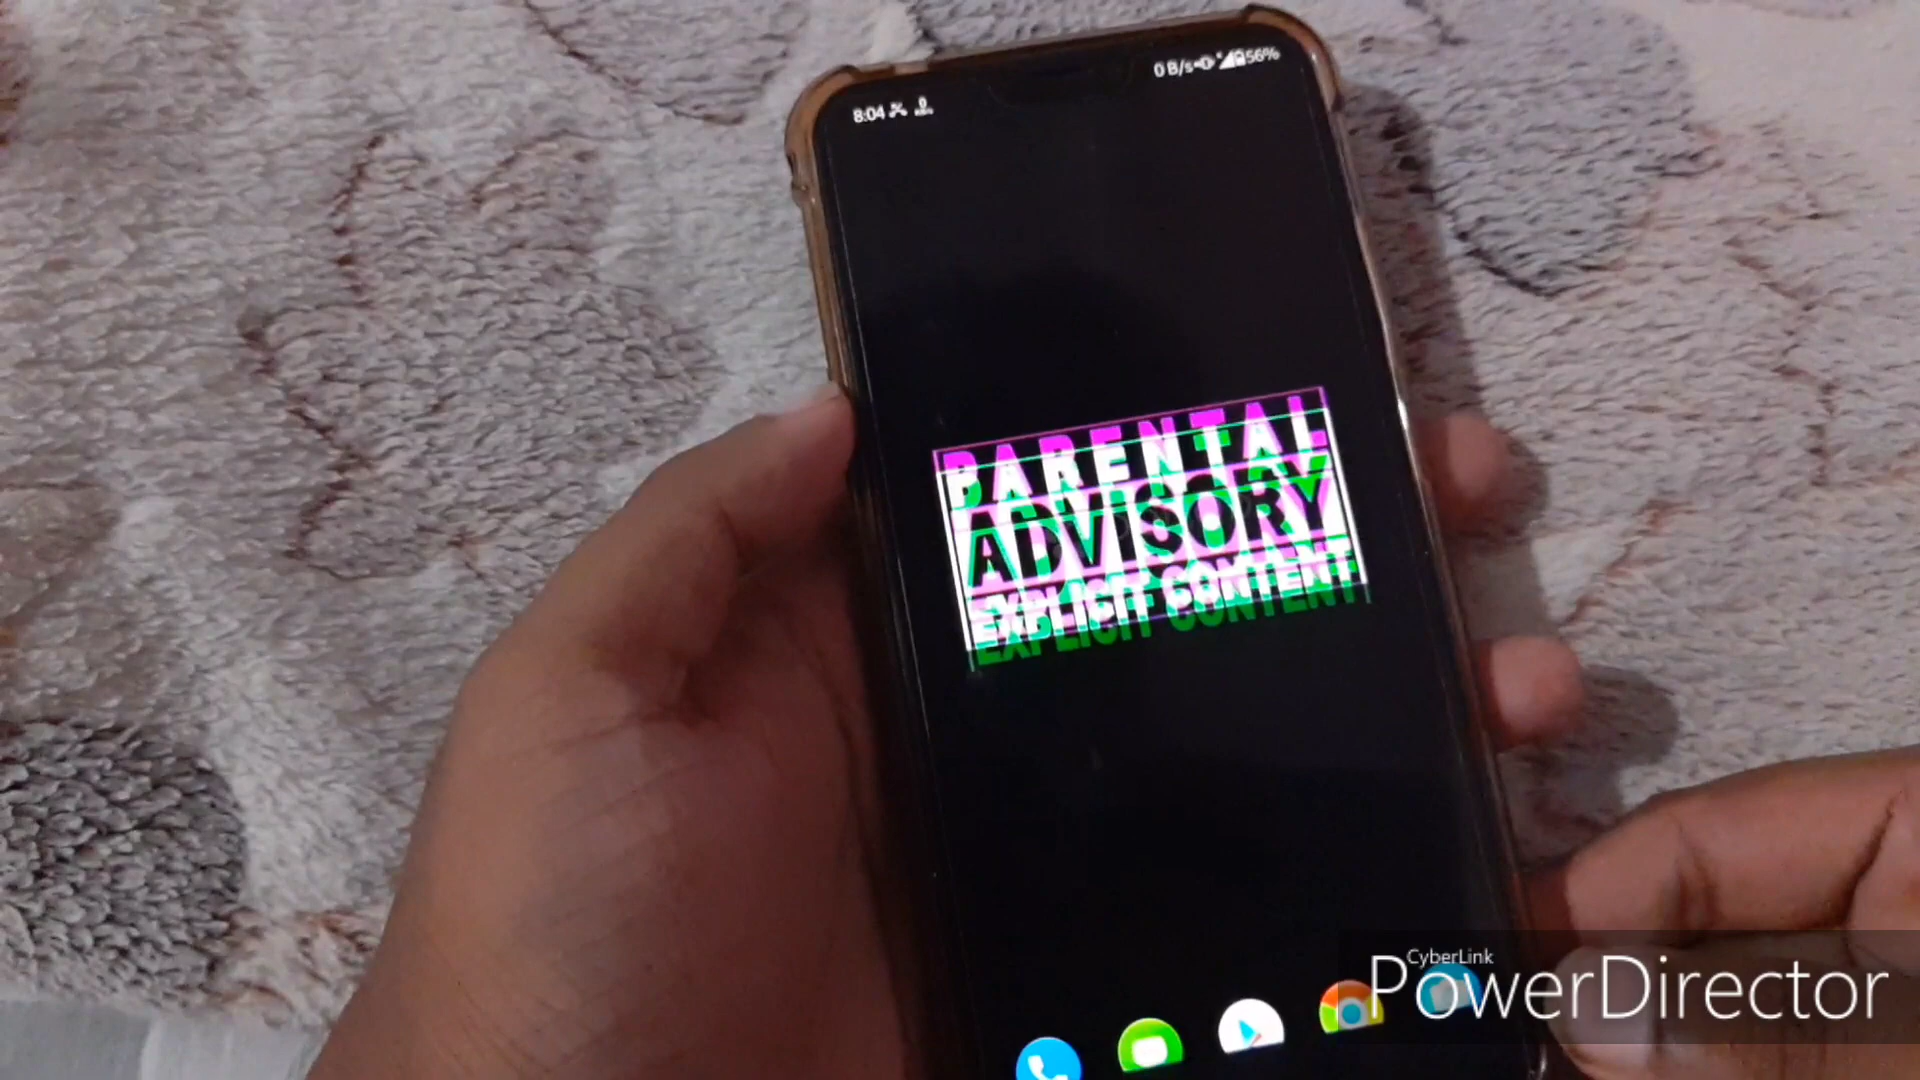 8:04
0 B/s 56%
PARENTAL
ADVISORY
EXPLICIT CONTENT
CyberLink
PowerDirector